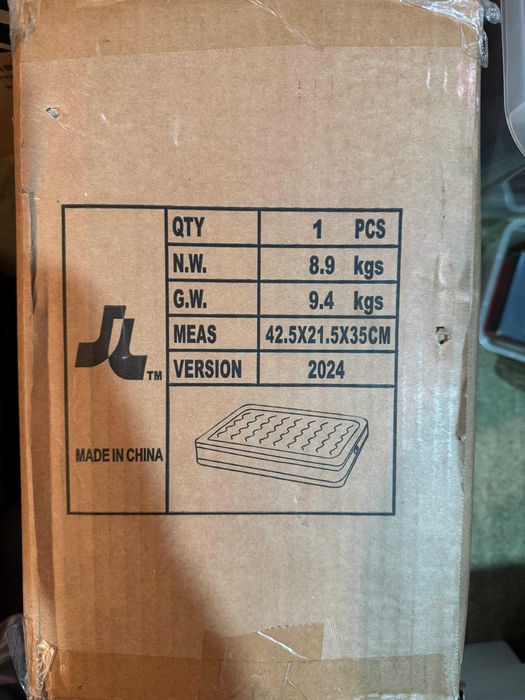 QTY 1 PCS
N.W. 8.9 kgs
G.W. 9.4 kgs
MEAS 42.5X21.5X35CM
JL TM
VERSION 2024
MADE IN CHINA